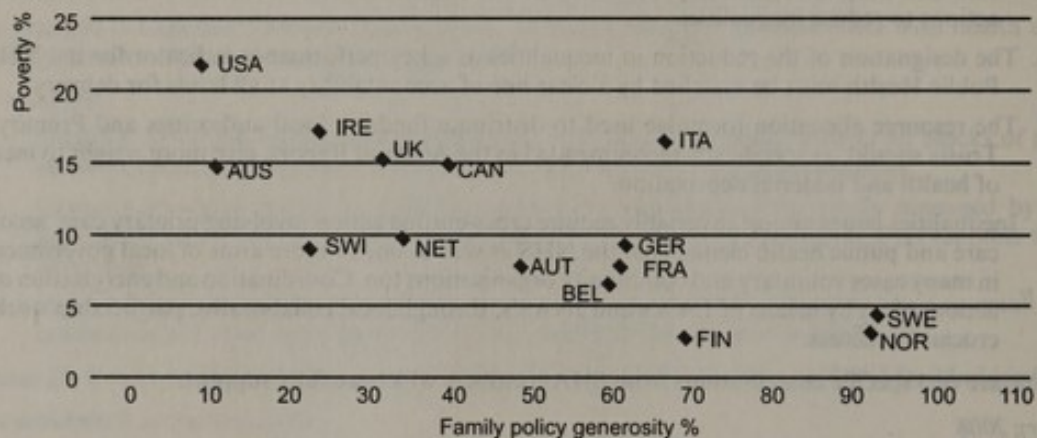 Poverty %
25
20
15
10
5
0
USA
IRE
UK
ITA
AUS
CAN
SWI
NET
GER
AUT
FRA
BEL
SWE
FIN
NOR
0 10 20 30 40 50 60 70 80 90 100 110
Family policy generosity %